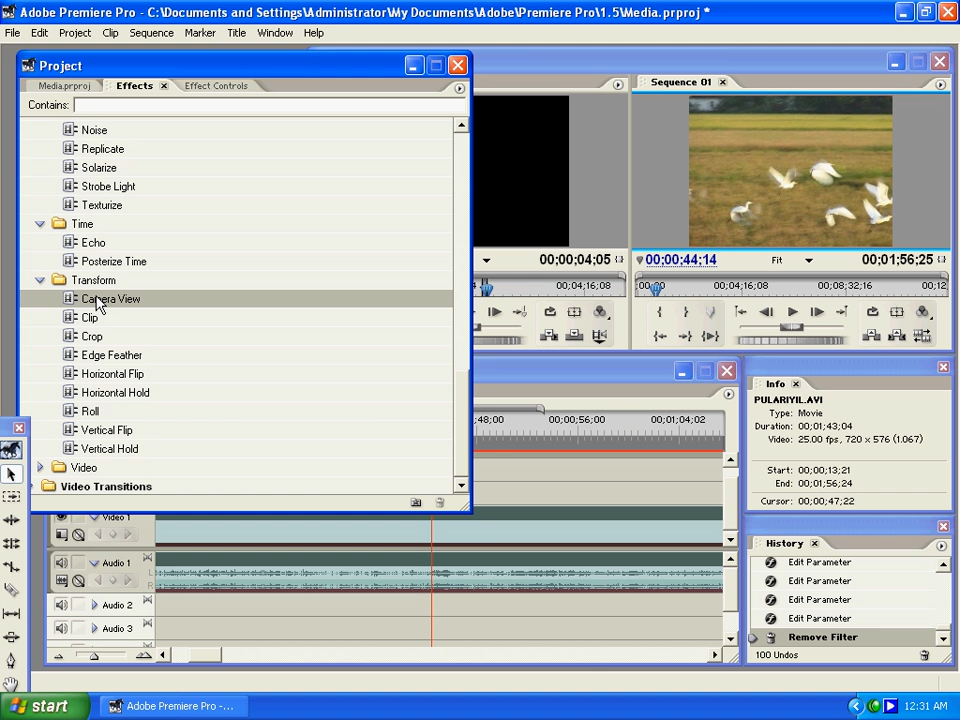 Adobe Premiere Pro - C:\Documents and Settings\Administrator\My Documents\Adobe\Premiere Pro\1.5\Media.prproj *
File Edit Project Clip Sequence Marker Title Window Help
Project
Media.prproj Effects Effect Controls
Contains:
Noise
Replicate
Solarize
Strobe Light
Texturize
Time
Echo
Posterize Time
Transform
Camera View
Clip
Crop
Edge Feather
Horizontal Flip
Horizontal Hold
Roll
Vertical Flip
Vertical Hold
Video
Video Transitions
00;00;04;05
00;04;16;08
Sequence 01
00;00;44;14 Fit 00;01;56;25
00;00 00;04;16;08 00;08;32;16 00;12
;48;00 00;00;56;00 00;01;04;02
Video 1
Audio 1
L
R
Audio 2
Audio 3
Info
PULARIYIL.AVI
Type: Movie
Duration: 00;01;43;04
Video: 25.00 fps, 720 x 576 (1.067)
Start: 00;00;13;21
End: 00;01;56;24
Cursor: 00;00;47;22
History
Edit Parameter
Edit Parameter
Edit Parameter
Edit Parameter
Remove Filter
100 Undos
start
Adobe Premiere Pro -...
12:31 AM